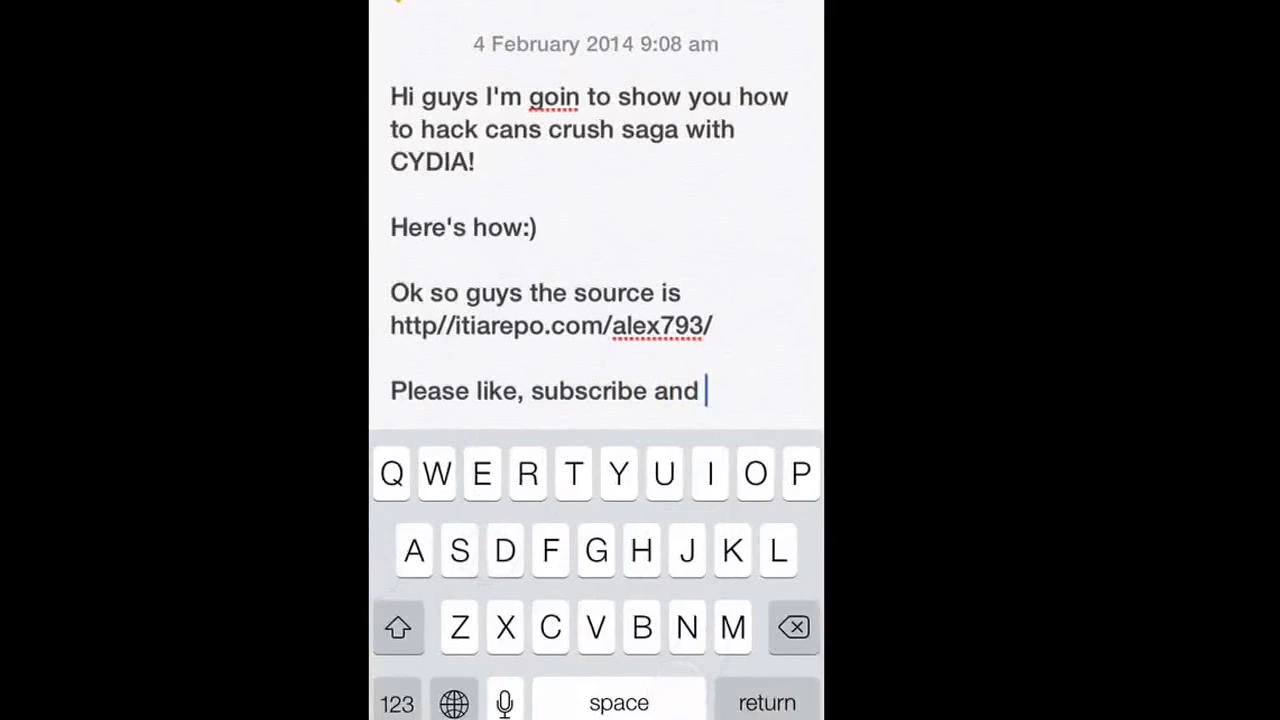 4 February 2014 9:08 am
Hi guys I'm goin to show you how
to hack cans crush saga with
CYDIA!
Here's how:)
Ok so guys the source is
http//itiarepo.com/alex793/
Please like, subscribe and
Q W E R T Y U I O P
A S D F G H J K L
Z X C V B N M
123 space return